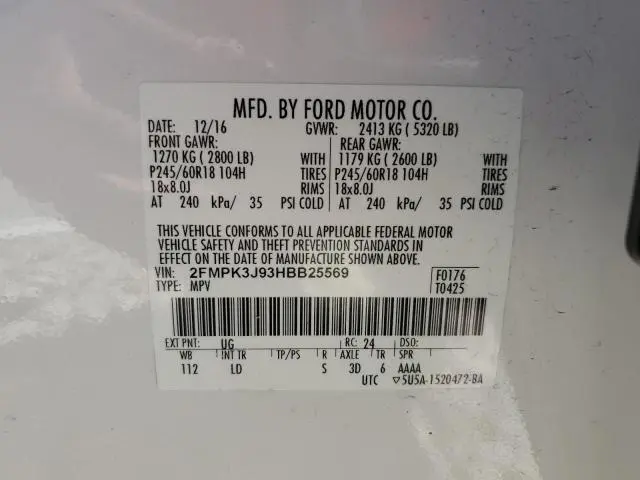 MFD. BY FORD MOTOR CO.
DATE: 12/16 GVWR: 2413 KG ( 5320 LB)
FRONT GAWR: REAR GAWR:
1270 KG ( 2800 LB) WITH 1179 KG ( 2600 LB) WITH
P245/60R18 104H TIRES P245/60R18 104H TIRES
18x8.0J RIMS 18x8.0J RIMS
AT 240 kPa/ 35 PSI COLD AT 240 kPa/ 35 PSI COLD
THIS VEHICLE CONFORMS TO ALL APPLICABLE FEDERAL MOTOR
VEHICLE SAFETY AND THEFT PREVENTION STANDARDS IN
EFFECT ON THE DATE OF MANUFACTURE SHOWN ABOVE.
VIN: 2FMPK3J93HBB25569 F0176
TYPE: MPV T0425
EXT PNT: UG RC: 24 DSO:
WB INT TR TP/PS R AXLE TR SPR
112 LD S 3D 6 AAAA
UTC ▽5U5A-1520472-BA